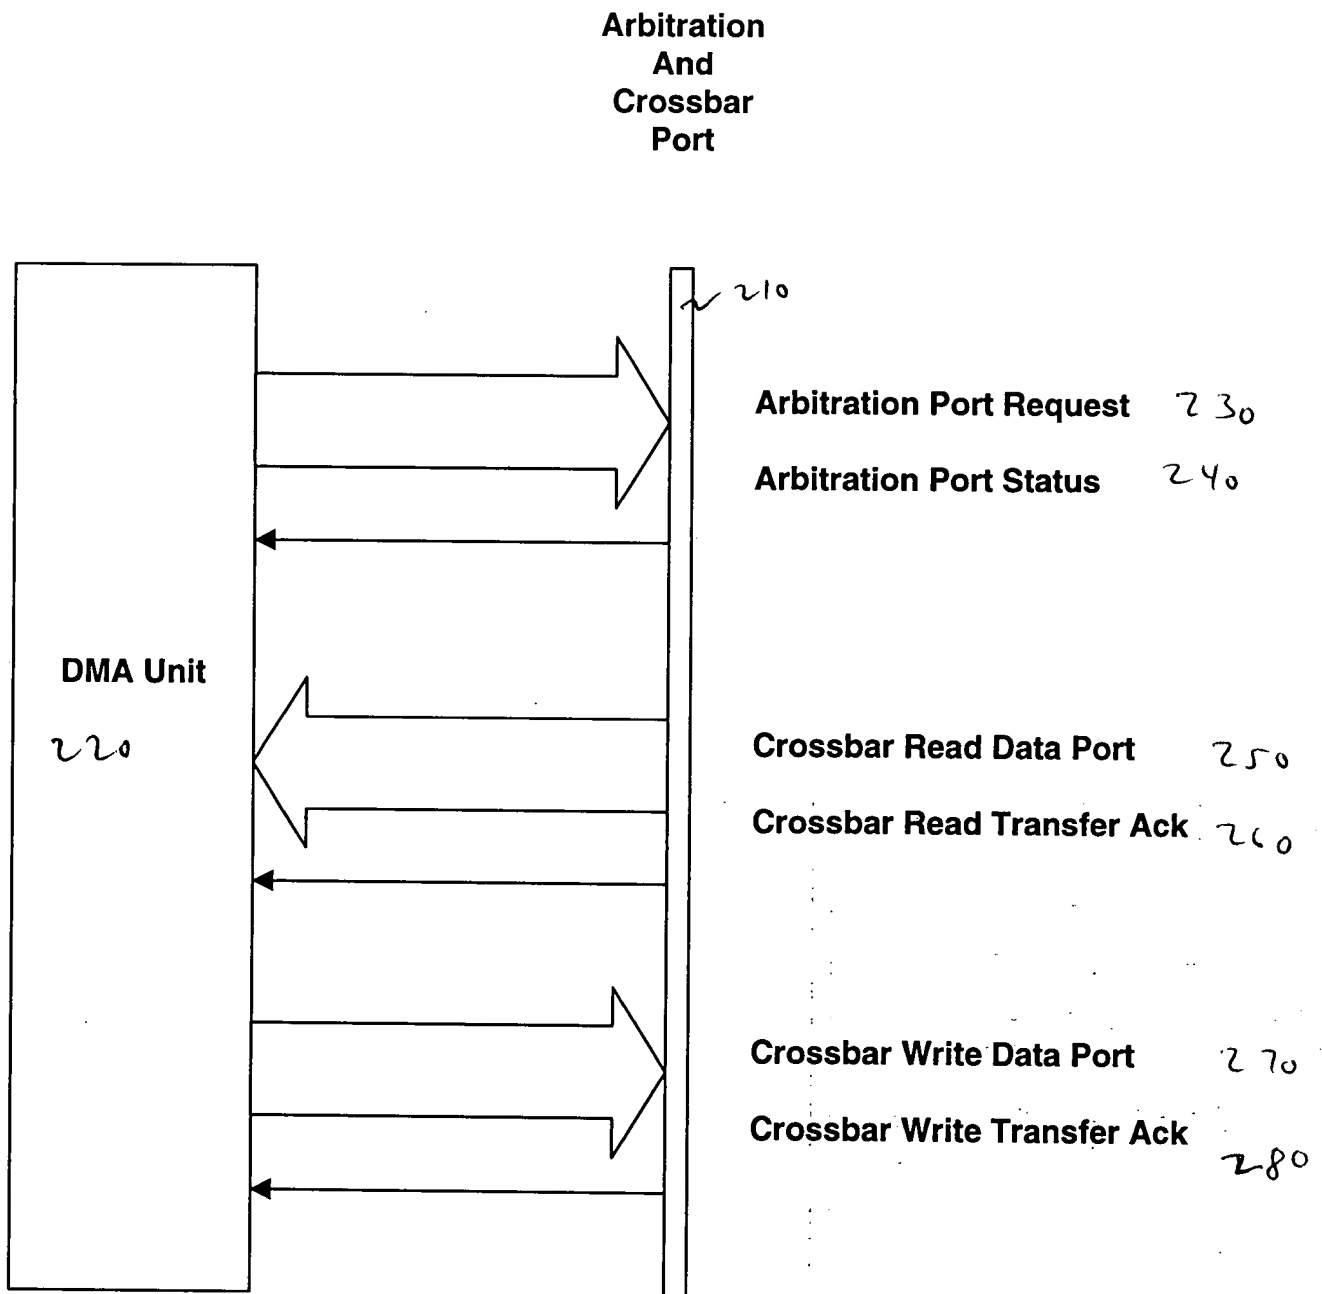 Arbitration
And
Crossbar
Port
210
Arbitration Port Request 230
Arbitration Port Status 240
DMA Unit
220
Crossbar Read Data Port 250
Crossbar Read Transfer Ack 260
Crossbar Write Data Port 270
Crossbar Write Transfer Ack 280